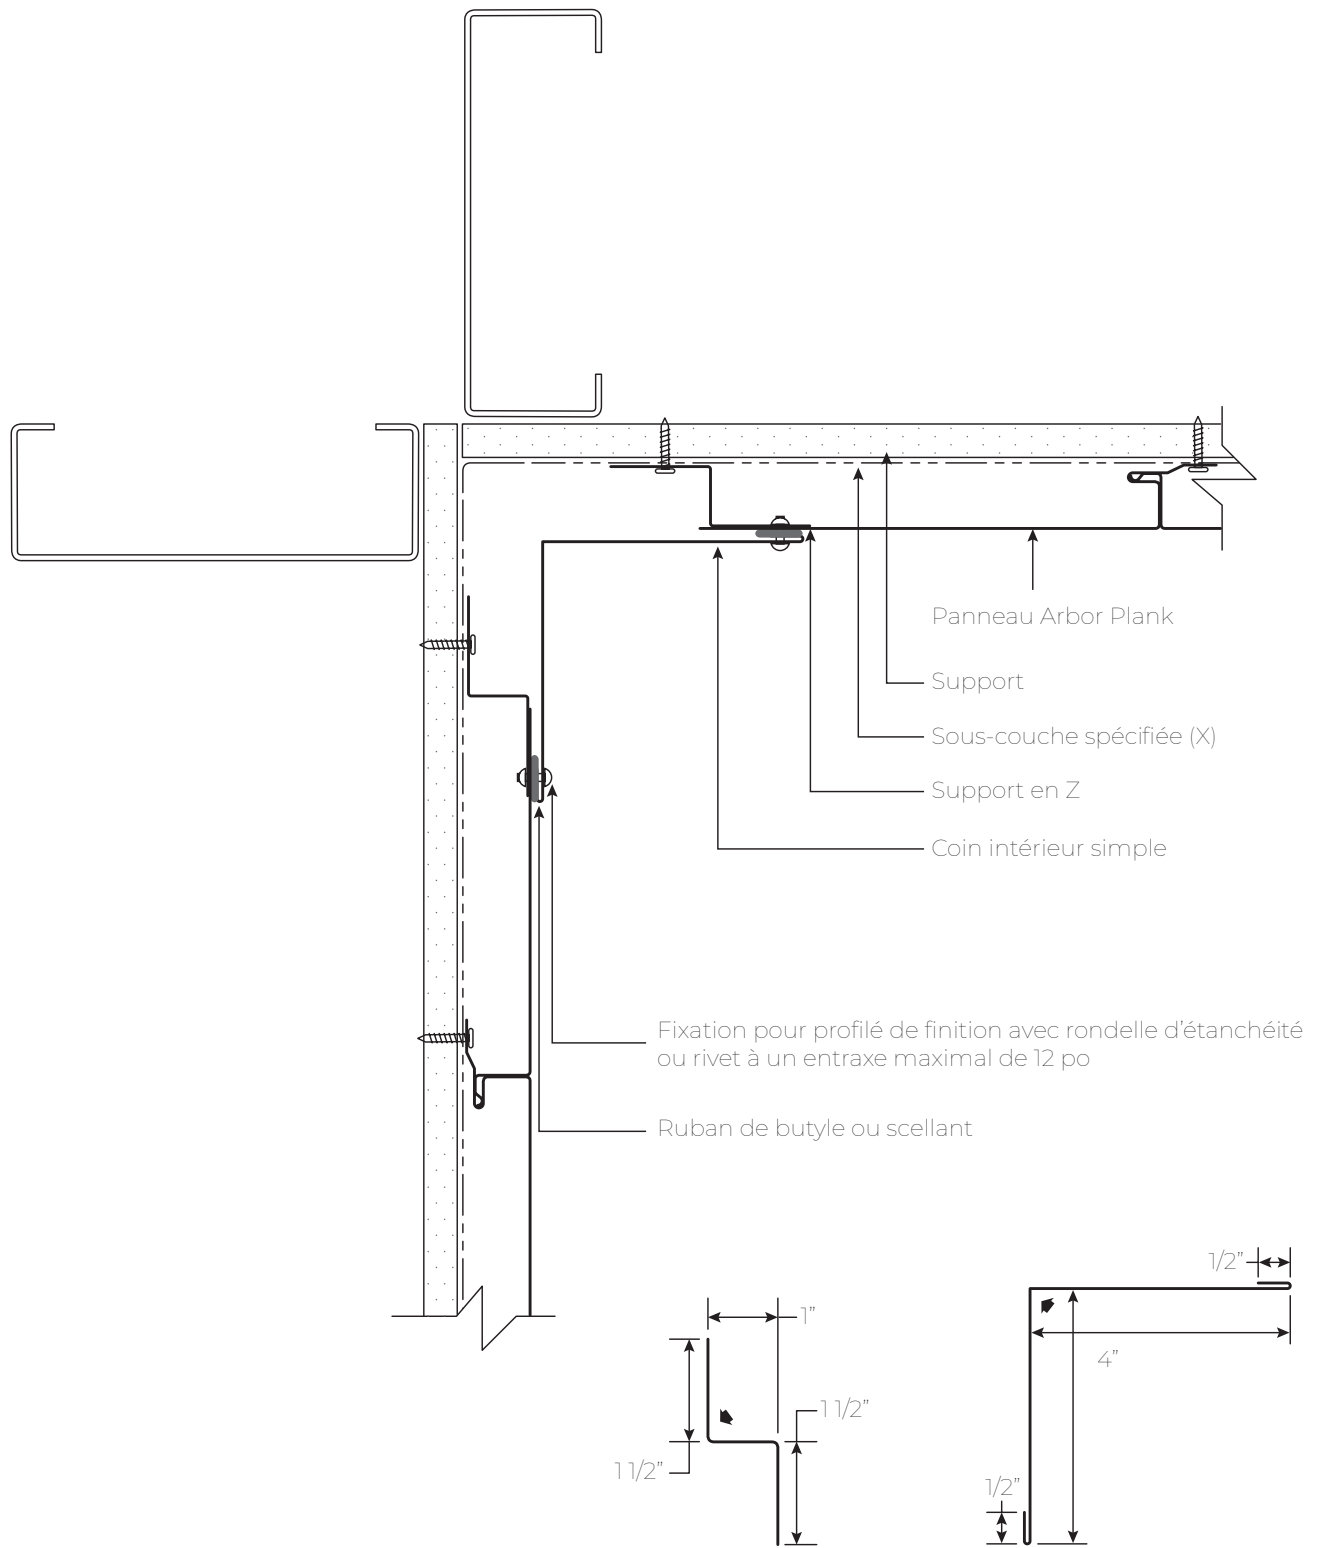 Panneau Arbor Plank
Support
Sous-couche spécifiée (X)
Support en Z
Coin intérieur simple
Fixation pour profilé de finition avec rondelle d'étanchéité
ou rivet à un entraxe maximal de 12 po
Ruban de butyle ou scellant
1/2”
1”
4”
1 1/2”
1 1/2”
1/2”